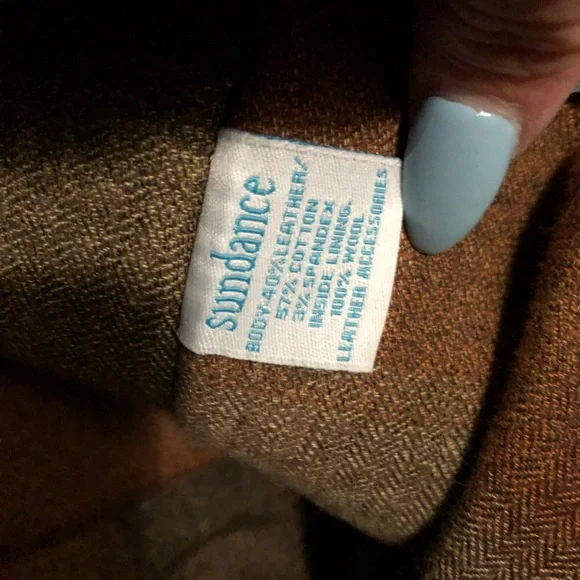 sundance
BODY:40%LEATHER/
57% COTTON
3%SPANDEX
INSIDE LINING:
100% WOOL
LEATHER ACCESSORIES